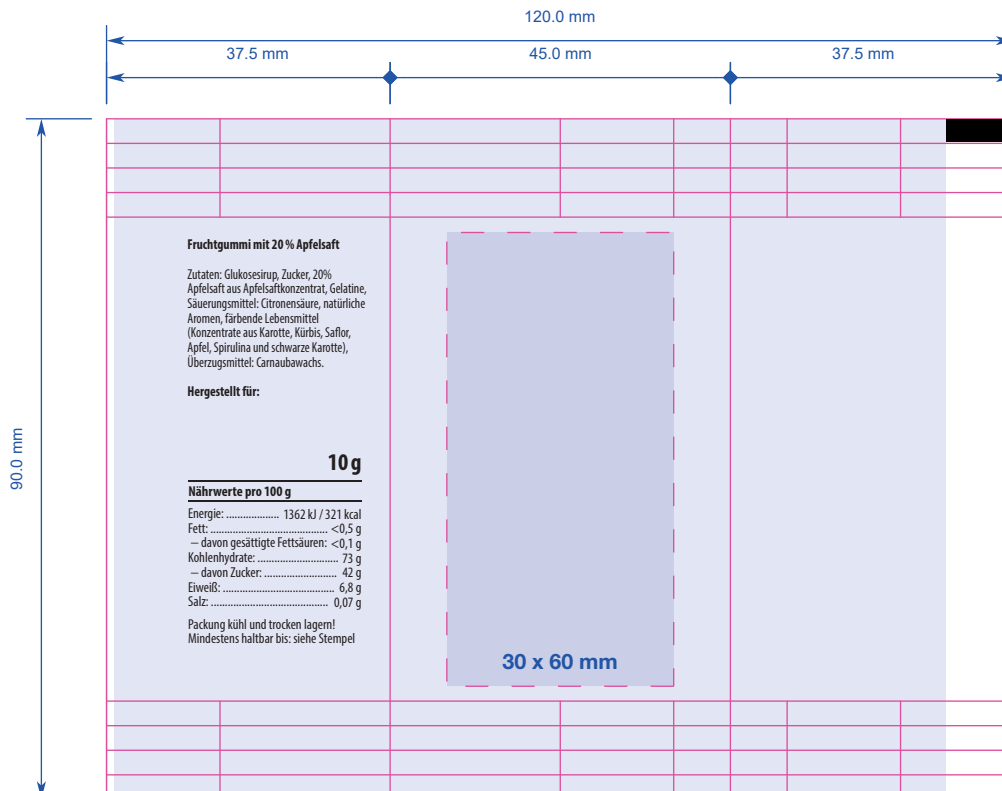 120.0 mm
37.5 mm
45.0 mm
37.5 mm
90.0 mm
Fruchtgummi mit 20 % Apfelsaft
Zutaten: Glukosesirup, Zucker, 20%
Apfelsaft aus Apfelsaftkonzentrat, Gelatine,
Säuerungsmittel: Citronensäure, natürliche
Aromen, färbende Lebensmittel
(Konzentrate aus Karotte, Kürbis, Saflor,
Apfel, Spirulina und schwarze Karotte),
Überzugsmittel: Carnaubawachs.
Hergestellt für:
10 g
Nährwerte pro 100 g
Energie: ................... 1362 kJ / 321 kcal
Fett: .......................................... <0,5 g
– davon gesättigte Fettsäuren: <0,1 g
Kohlenhydrate: ............................. 73 g
– davon Zucker: .......................... 42 g
Eiweiß: ........................................ 6,8 g
Salz: .......................................... 0,07 g
Packung kühl und trocken lagern!
Mindestens haltbar bis: siehe Stempel
30 x 60 mm